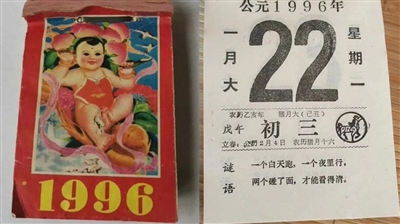 1996
公元1996年
一月大
22
星期一
农历乙亥年 腊月大(己丑)
戊午 初三
立春:公历2月4日 农历腊月十六
谜语
一个白天跑,一个夜里行,
两个碰了面,才能看得清。